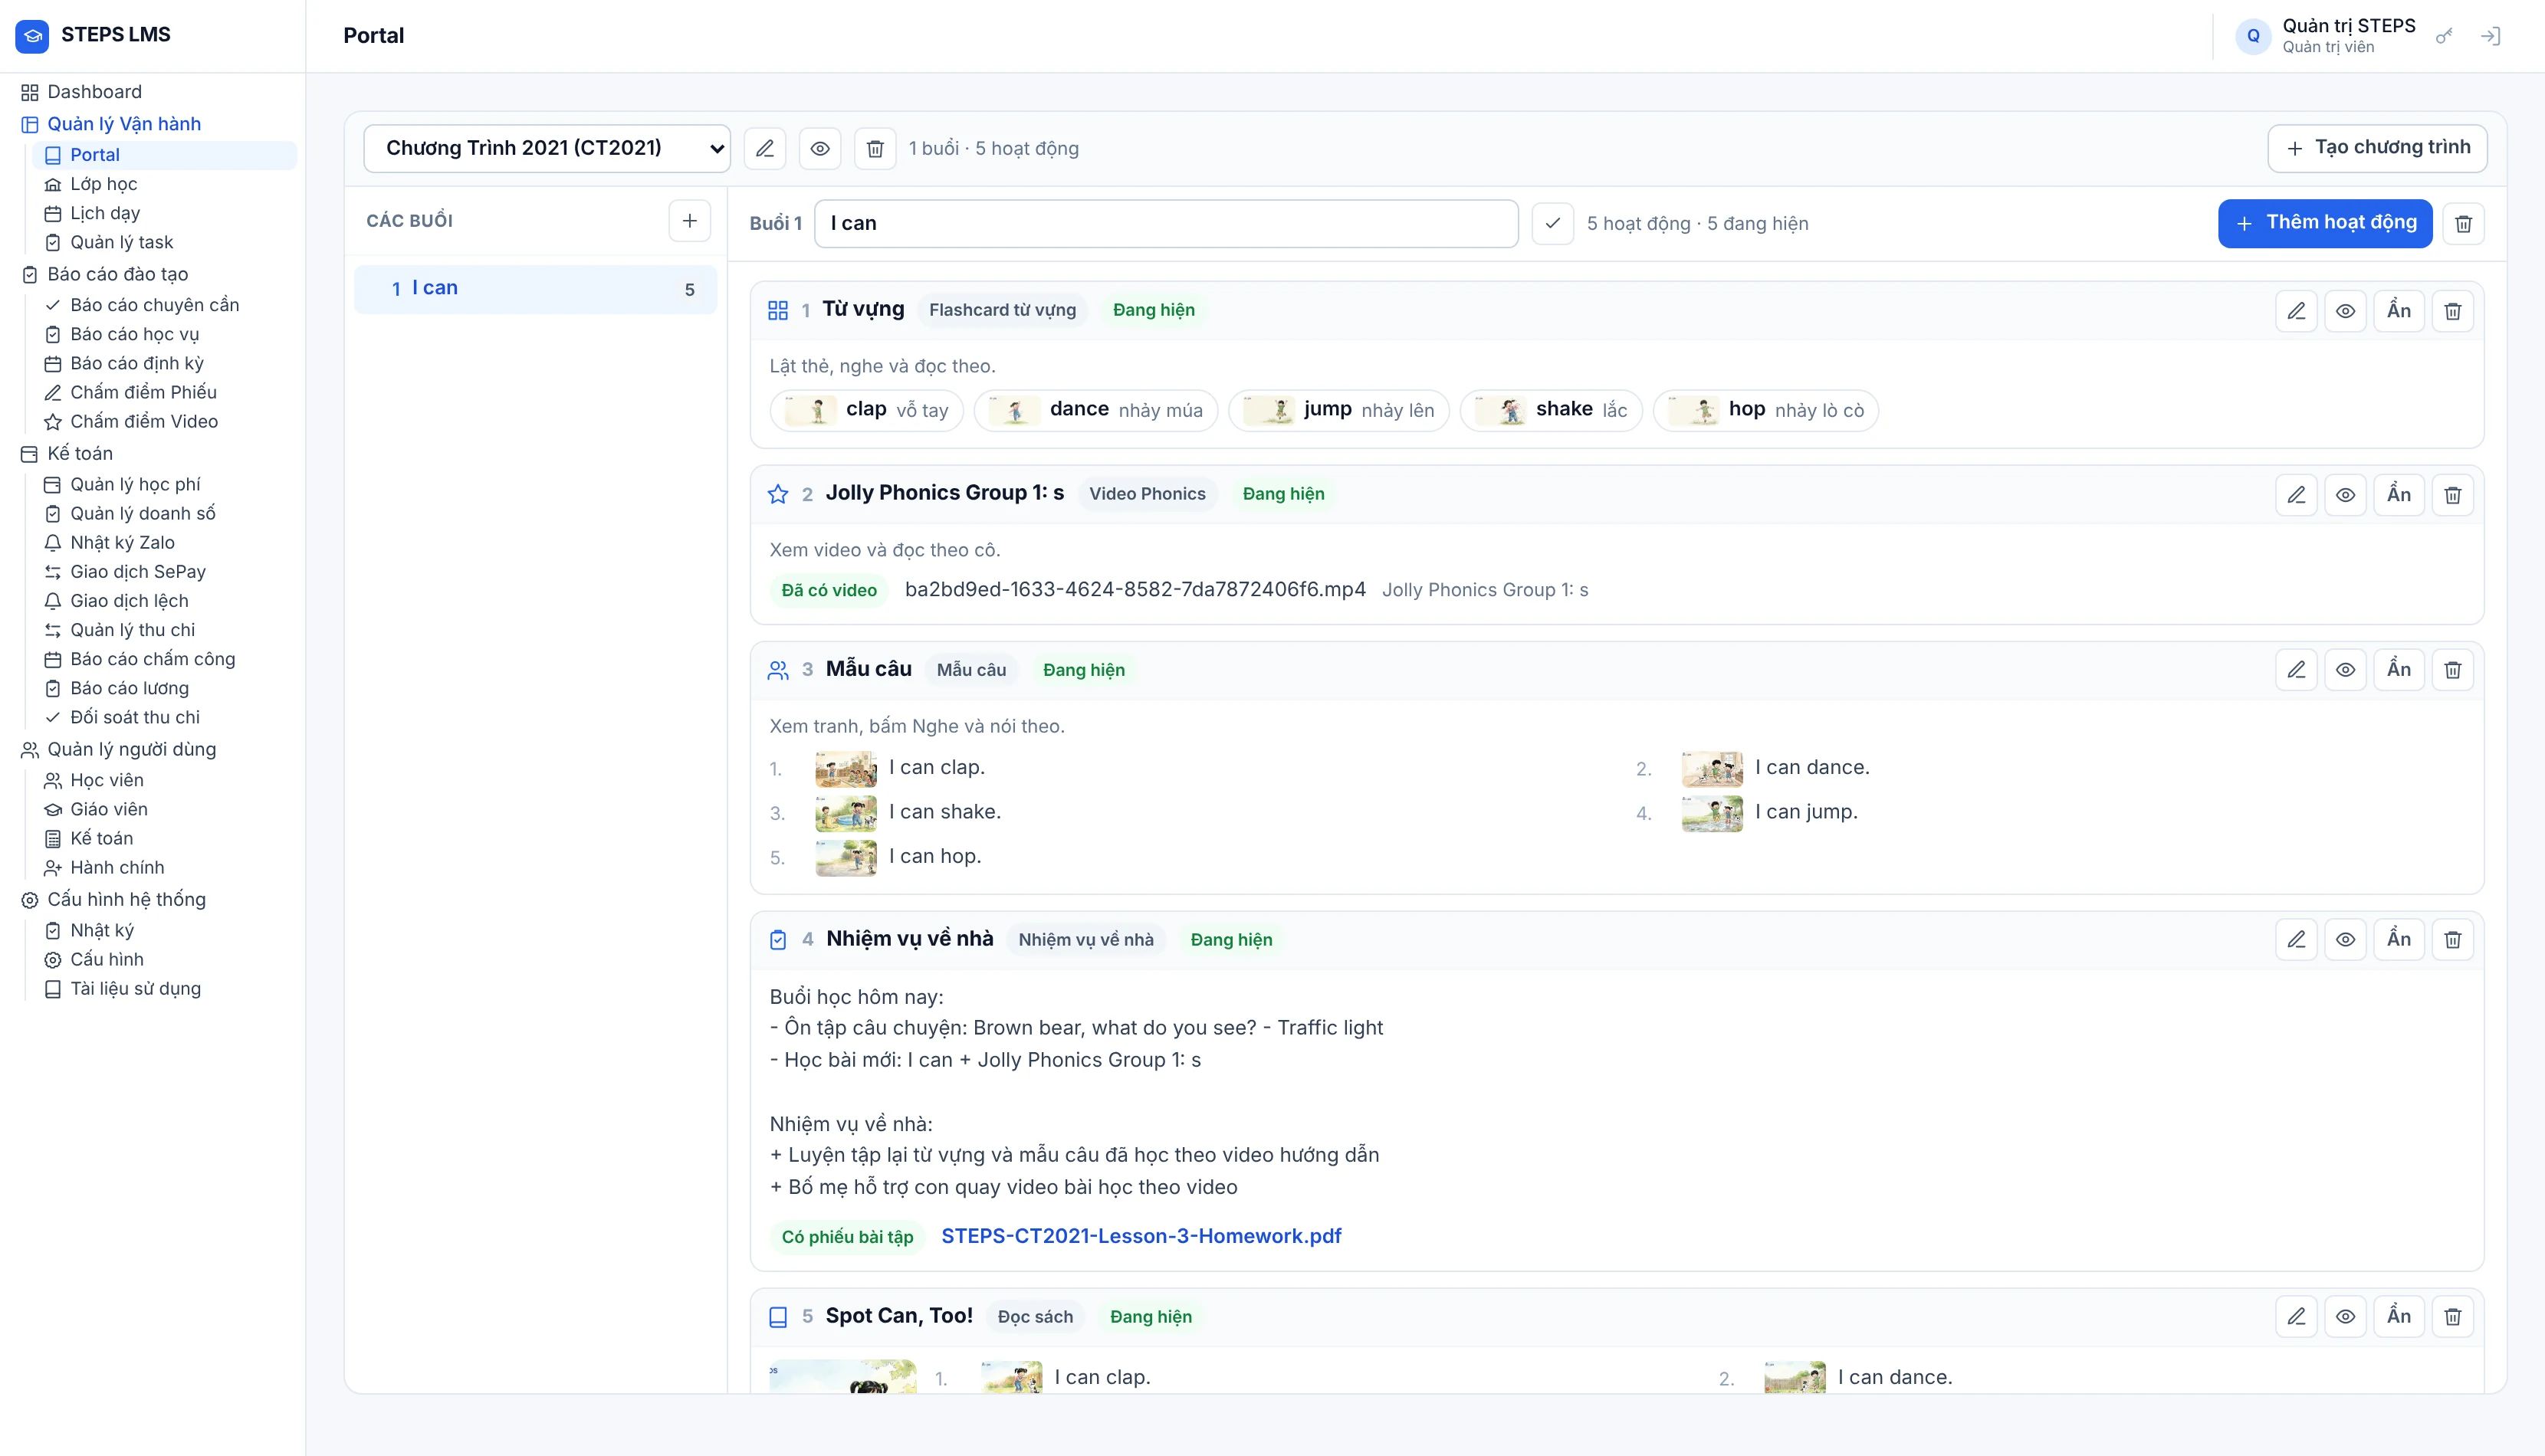 STEPS LMS
Portal
Q
Quản trị STEPS
Quản trị viên
Dashboard
Quản lý Vận hành
Portal
Lớp học
Lịch dạy
Quản lý task
Báo cáo đào tạo
Báo cáo chuyên cần
Báo cáo học vụ
Báo cáo định kỳ
Chấm điểm Phiếu
Chấm điểm Video
Kế toán
Quản lý học phí
Quản lý doanh số
Nhật ký Zalo
Giao dịch SePay
Giao dịch lệch
Quản lý thu chi
Báo cáo chấm công
Báo cáo lương
Đối soát thu chi
Quản lý người dùng
Học viên
Giáo viên
Kế toán
Hành chính
Cấu hình hệ thống
Nhật ký
Cấu hình
Tài liệu sử dụng
Chương Trình 2021 (CT2021)
1 buổi · 5 hoạt động
+ Tạo chương trình
CÁC BUỔI
+
1 I can 5
Buổi 1 I can 5 hoạt động · 5 đang hiện
+ Thêm hoạt động
1 Từ vựng Flashcard từ vựng Đang hiện Ẩn
Lật thẻ, nghe và đọc theo.
clap vỗ tay dance nhảy múa jump nhảy lên shake lắc hop nhảy lò cò
2 Jolly Phonics Group 1: s Video Phonics Đang hiện Ẩn
Xem video và đọc theo cô.
Đã có video ba2bd9ed-1633-4624-8582-7da7872406f6.mp4 Jolly Phonics Group 1: s
3 Mẫu câu Mẫu câu Đang hiện Ẩn
Xem tranh, bấm Nghe và nói theo.
1. I can clap. 2. I can dance.
3. I can shake. 4. I can jump.
5. I can hop.
4 Nhiệm vụ về nhà Nhiệm vụ về nhà Đang hiện Ẩn
Buổi học hôm nay:
- Ôn tập câu chuyện: Brown bear, what do you see? - Traffic light
- Học bài mới: I can + Jolly Phonics Group 1: s
Nhiệm vụ về nhà:
+ Luyện tập lại từ vựng và mẫu câu đã học theo video hướng dẫn
+ Bố mẹ hỗ trợ con quay video bài học theo video
Có phiếu bài tập STEPS-CT2021-Lesson-3-Homework.pdf
5 Spot Can, Too! Đọc sách Đang hiện Ẩn
1. I can clap. 2. I can dance.